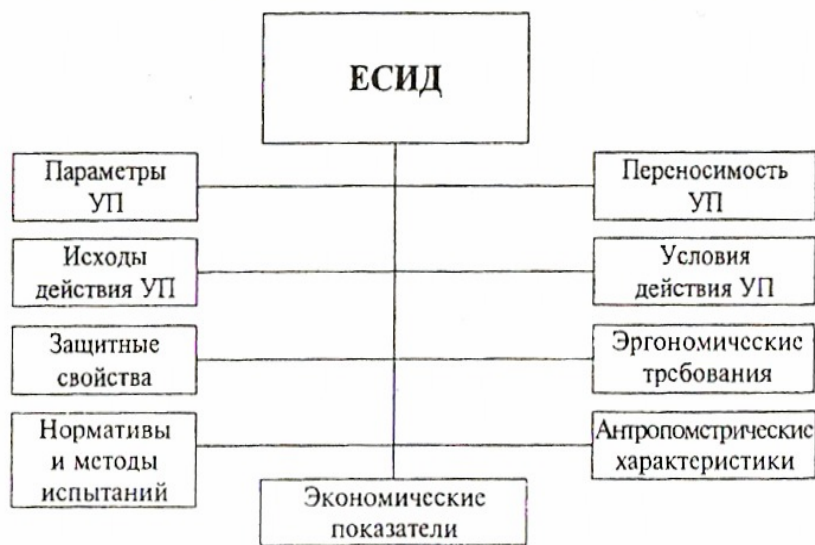 ЕСИД
Параметры
УП
Переносимость
УП
Исходы
действия УП
Условия
действия УП
Защитные
свойства
Эргономические
требования
Нормативы
и методы
испытаний
Антропометрические
характеристики
Экономические
показатели